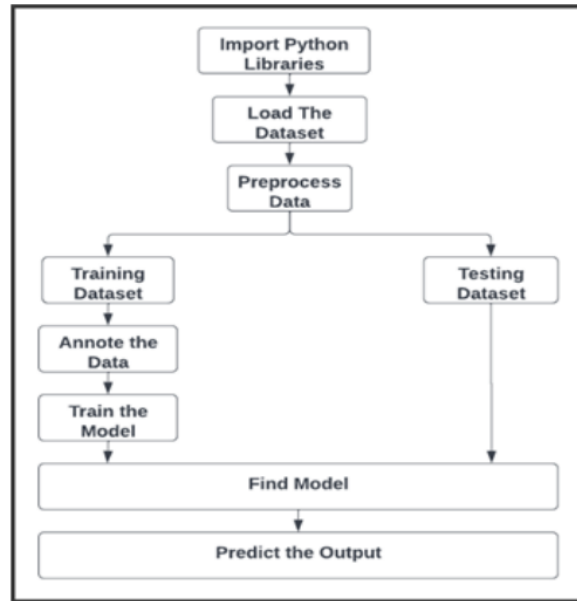 Import Python
Libraries
Load The
Dataset
Preprocess
Data
Training
Dataset
Testing
Dataset
Annote the
Data
Train the
Model
Find Model
Predict the Output